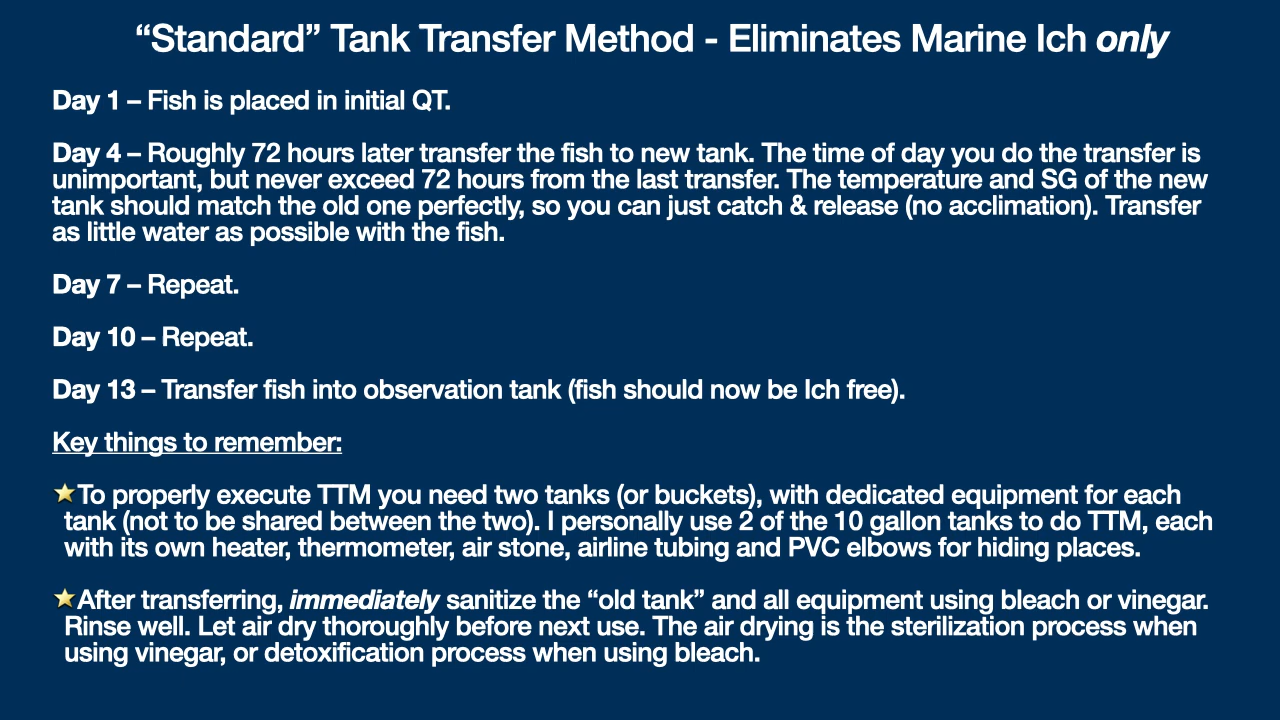 “Standard” Tank Transfer Method - Eliminates Marine Ich only
Day 1 – Fish is placed in initial QT.
Day 4 – Roughly 72 hours later transfer the fish to new tank. The time of day you do the transfer is
unimportant, but never exceed 72 hours from the last transfer. The temperature and SG of the new
tank should match the old one perfectly, so you can just catch & release (no acclimation). Transfer
as little water as possible with the fish.
Day 7 – Repeat.
Day 10 – Repeat.
Day 13 – Transfer fish into observation tank (fish should now be Ich free).
Key things to remember:
To properly execute TTM you need two tanks (or buckets), with dedicated equipment for each
tank (not to be shared between the two). I personally use 2 of the 10 gallon tanks to do TTM, each
with its own heater, thermometer, air stone, airline tubing and PVC elbows for hiding places.
After transferring, immediately sanitize the “old tank” and all equipment using bleach or vinegar.
Rinse well. Let air dry thoroughly before next use. The air drying is the sterilization process when
using vinegar, or detoxification process when using bleach.